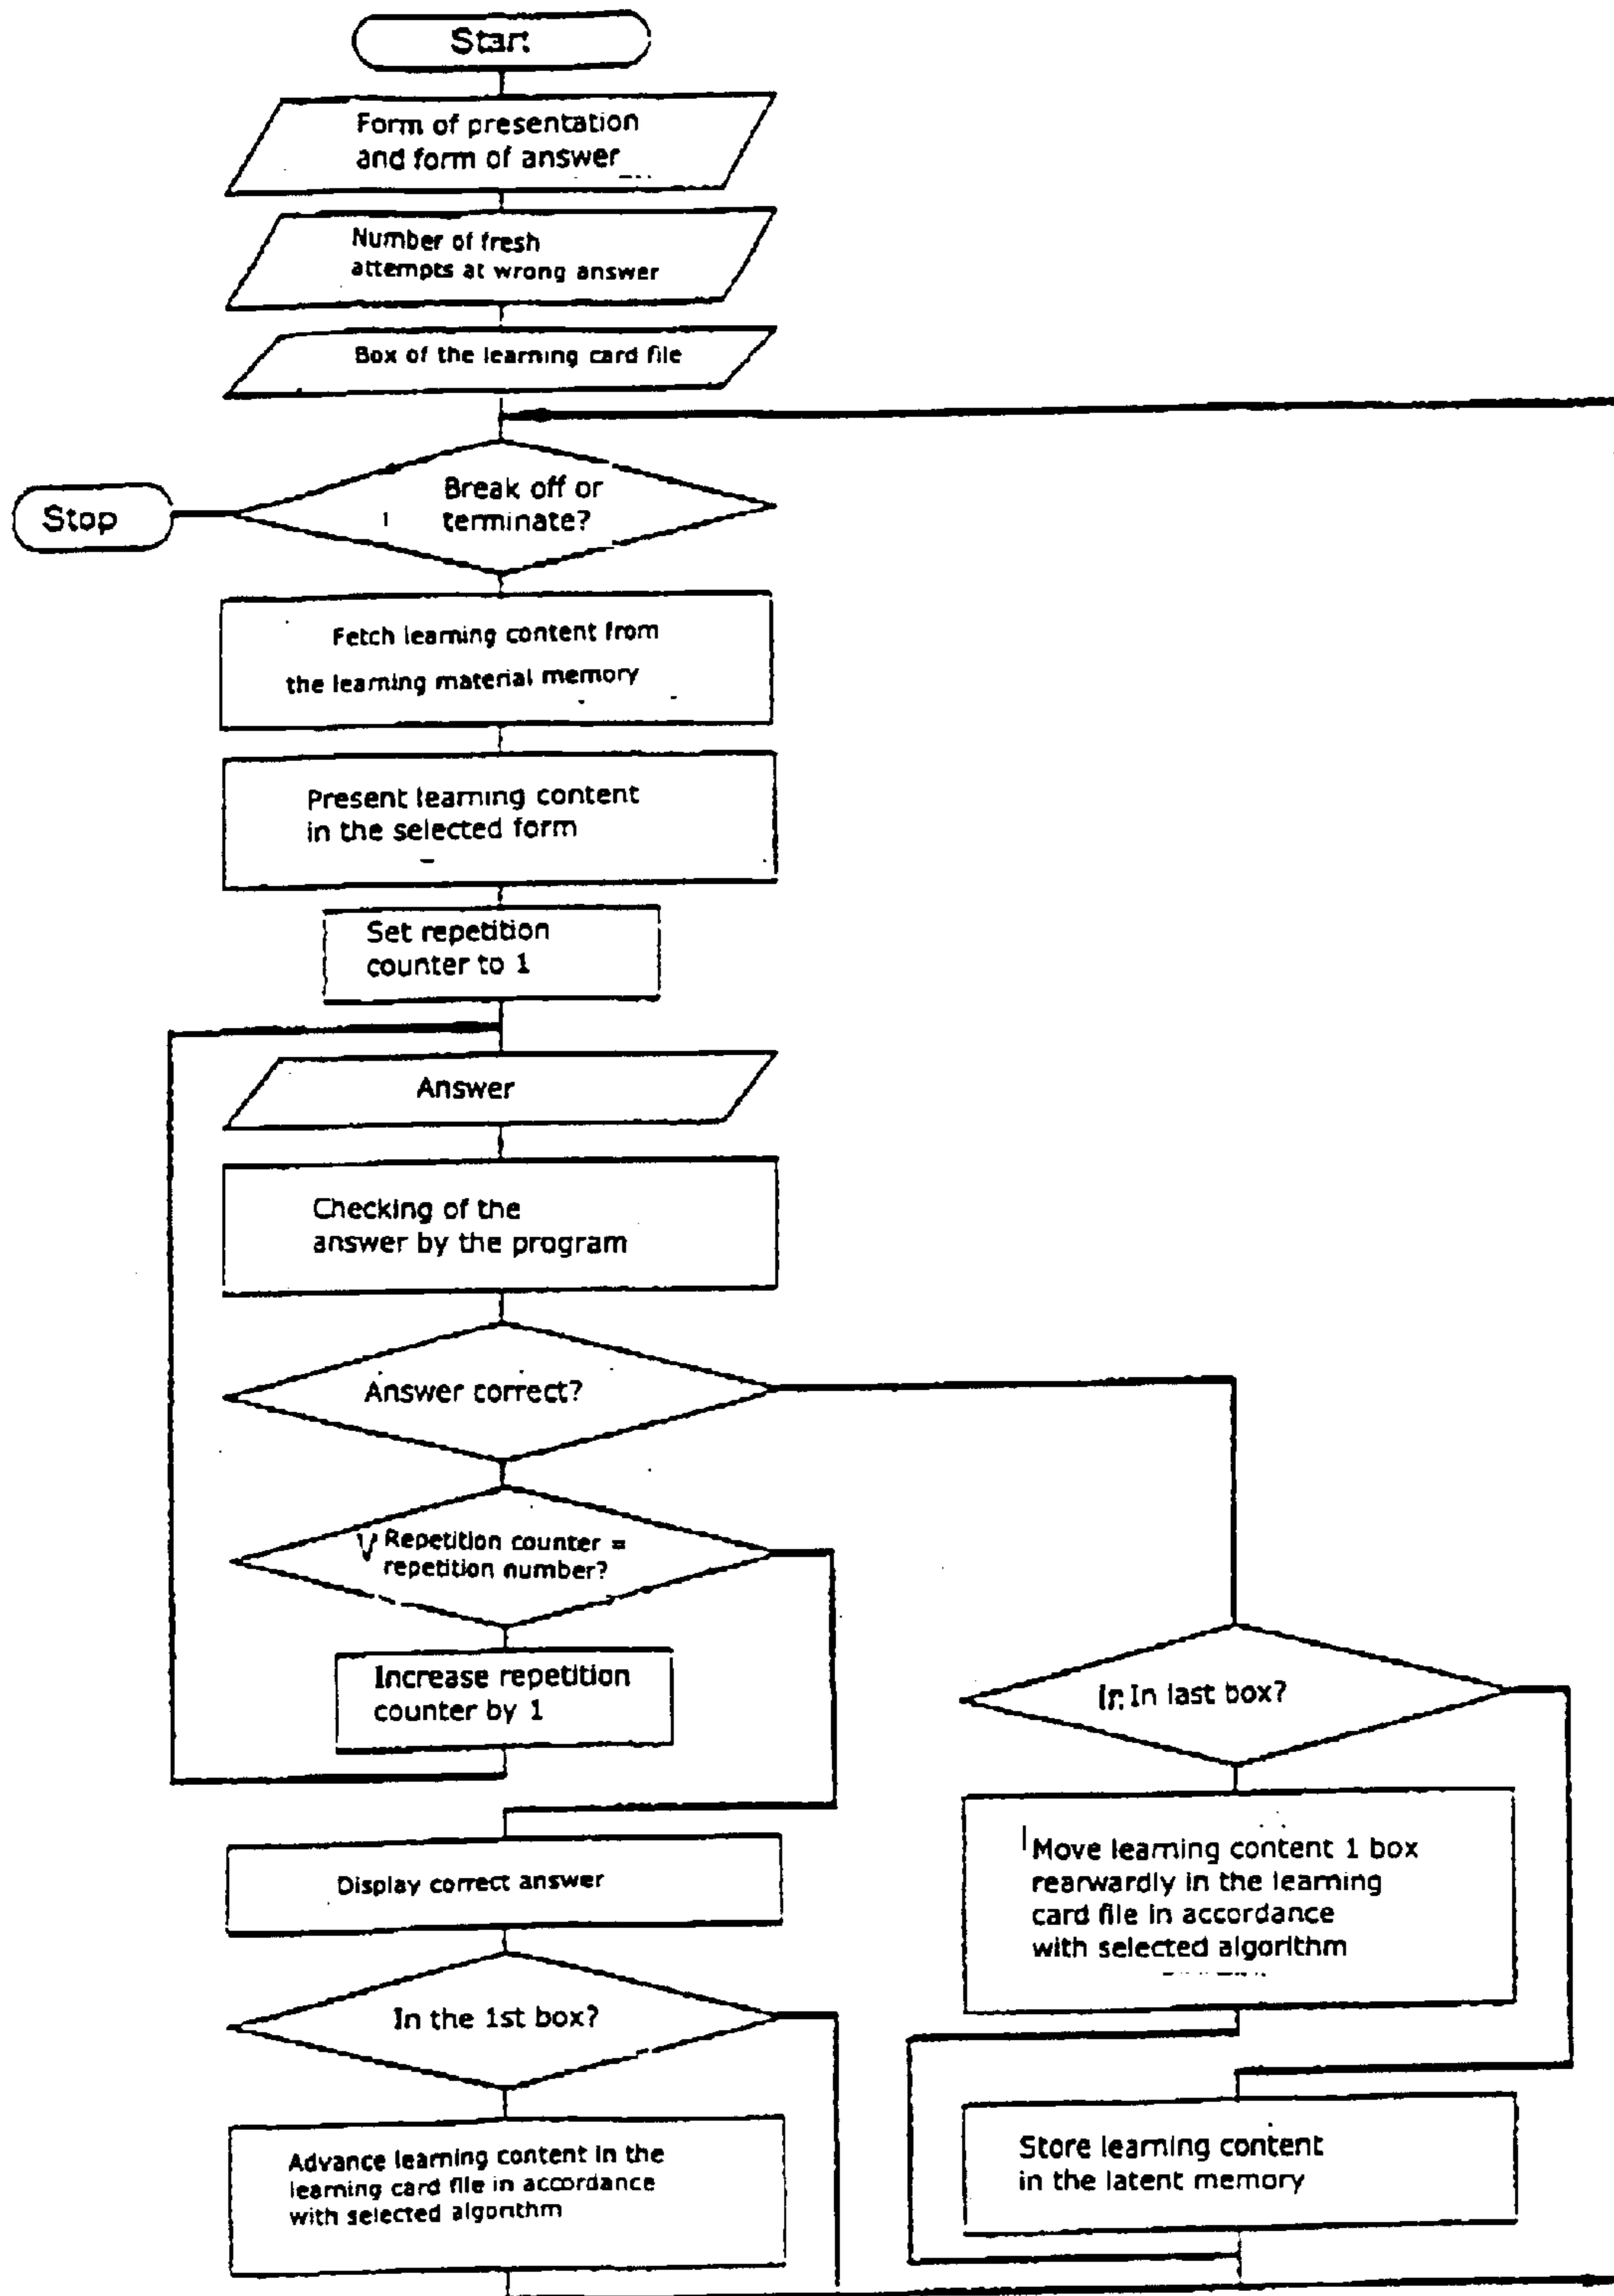 Start
Form of presentation
and form of answer
Number of fresh
attempts at wrong answer
Box of the learning card file
Break off or
terminate?
Stop
Fetch learning content from
the learning material memory
Present learning content
in the selected form
Set repetition
counter to 1
Answer
Checking of the
answer by the program
Answer correct?
Repetition counter =
repetition number?
Increase repetition
counter by 1
In last box?
Move learning content 1 box
rearwardly in the learning
card file in accordance
with selected algorithm
Display correct answer
In the 1st box?
Store learning content
in the latent memory
Advance learning content in the
learning card file in accordance
with selected algorithm